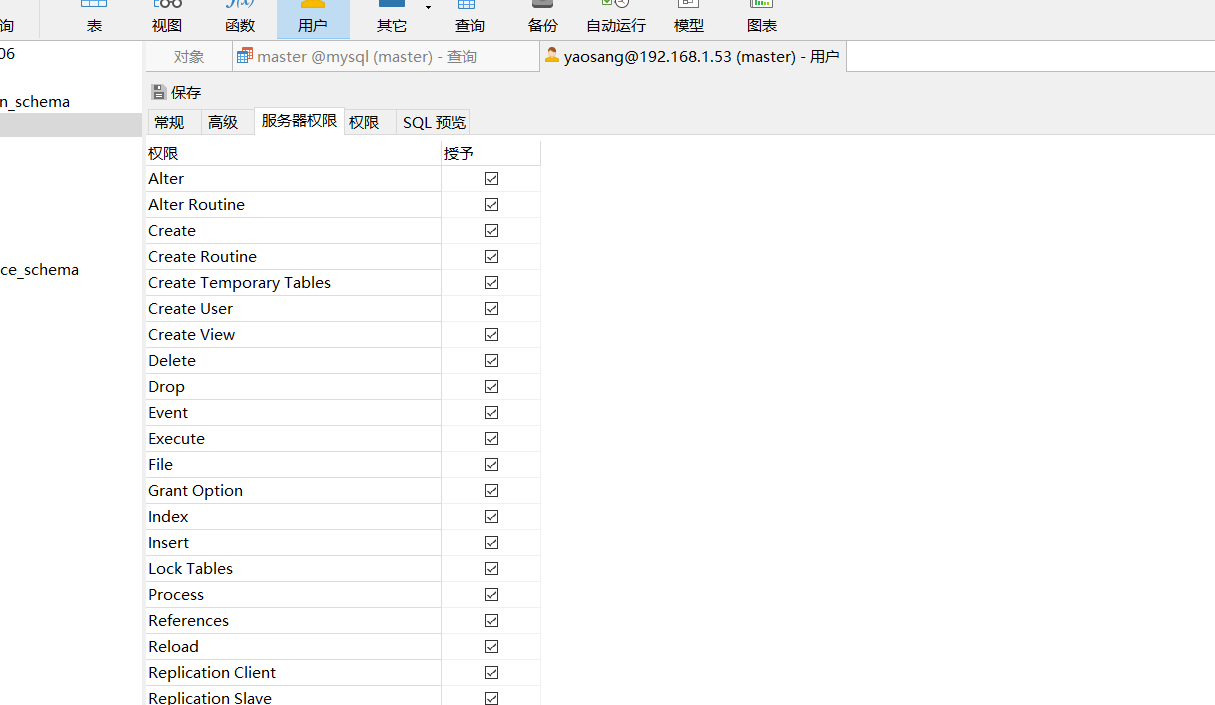 询 表 视图 函数 用户 其它 查询 备份 自动运行 模型 图表
06
n_schema
ce_schema
对象 master @mysql (master) - 查询 yaosang@192.168.1.53 (master) - 用户
保存
常规 高级 服务器权限 权限 SQL 预览
权限 授予
Alter
Alter Routine
Create
Create Routine
Create Temporary Tables
Create User
Create View
Delete
Drop
Event
Execute
File
Grant Option
Index
Insert
Lock Tables
Process
References
Reload
Replication Client
Replication Slave